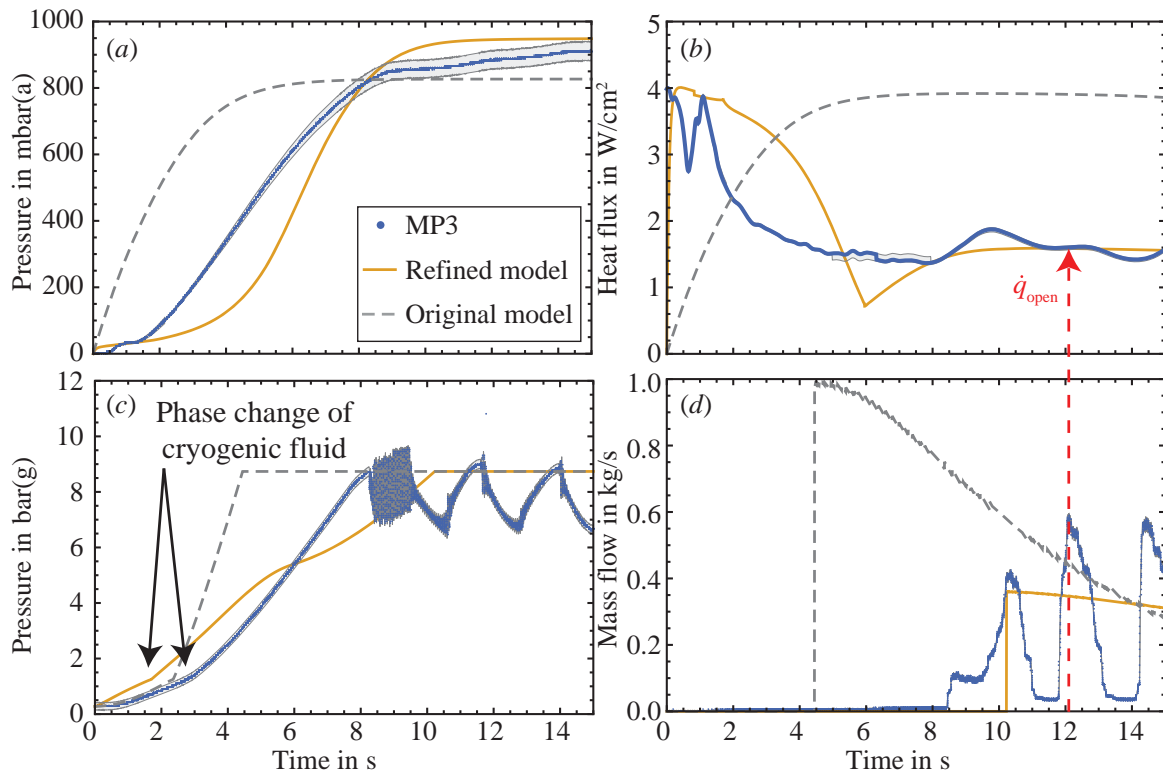 (a)
Pressure in mbar(a)
1000
800
600
400
200
0
MP3
Refined model
Original model
(b)
Heat flux in W/cm²
4
3
2
1
0
q̇open
(c)
Phase change of
cryogenic fluid
Pressure in bar(g)
12
10
8
6
4
2
0
0 2 4 6 8 10 12 14
Time in s
(d)
Mass flow in kg/s
1.0
0.8
0.6
0.4
0.2
0
2 4 6 8 10 12 14
Time in s